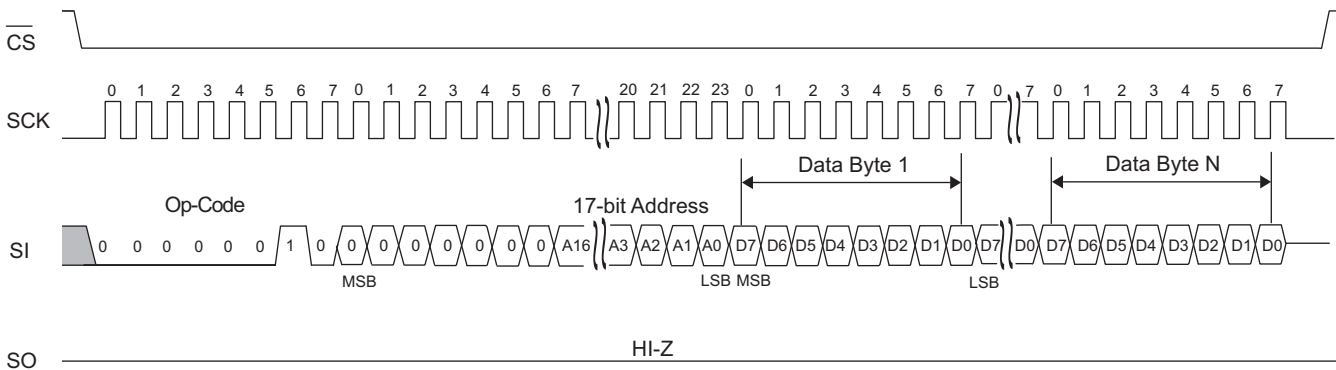 CS
0 1 2 3 4 5 6 7 0 1 2 3 4 5 6 7 20 21 22 23 0 1 2 3 4 5 6 7 0 7 0 1 2 3 4 5 6 7
SCK
Data Byte 1 Data Byte N
Op-Code 17-bit Address
SI 0 0 0 0 0 0 1 0 0 0 0 0 0 0 0 A16 A3 A2 A1 A0 D7 D6 D5 D4 D3 D2 D1 D0 D7 D0 D7 D6 D5 D4 D3 D2 D1 D0
MSB LSB MSB LSB
HI-Z
SO